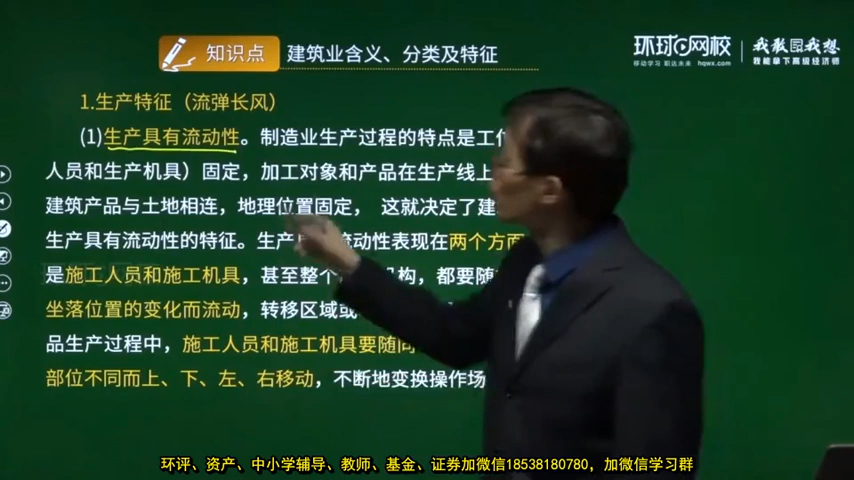 知识点 建筑业含义、分类及特征
环球网校
移动学习 职达未来 hqwx.com
我敢因我想
我能拿下高级经济师
1.生产特征（流弹长风）
(1)生产具有流动性。制造业生产过程的特点是工
人员和生产机具）固定，加工对象和产品在生产线上
建筑产品与土地相连，地理位置固定， 这就决定了建
生产具有流动性的特征。生产 流动性表现在两个方面
是施工人员和施工机具，甚至整个 机构，都要随
坐落位置的变化而流动，转移区域或
品生产过程中，施工人员和施工机具要随同
部位不同而上、下、左、右移动，不断地变换操作场
环评、资产、中小学辅导、教师、基金、证券加微信18538180780，加微信学习群